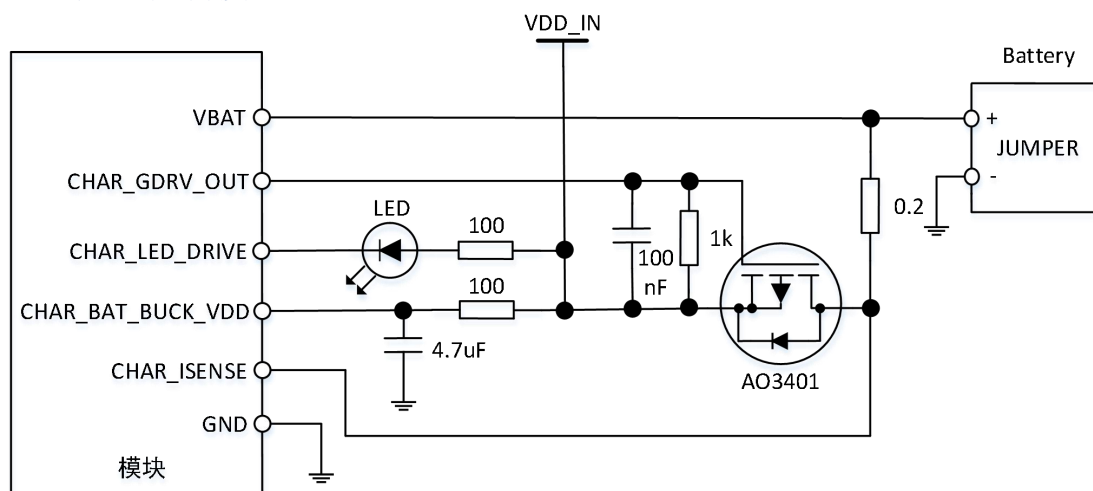 VDD_IN
Battery
VBAT
+
JUMPER
-
CHAR_GDRV_OUT
LED
100
1k
0.2
CHAR_LED_DRIVE
100
nF
100
CHAR_BAT_BUCK_VDD
4.7uF
CHAR_ISENSE
AO3401
GND
模块